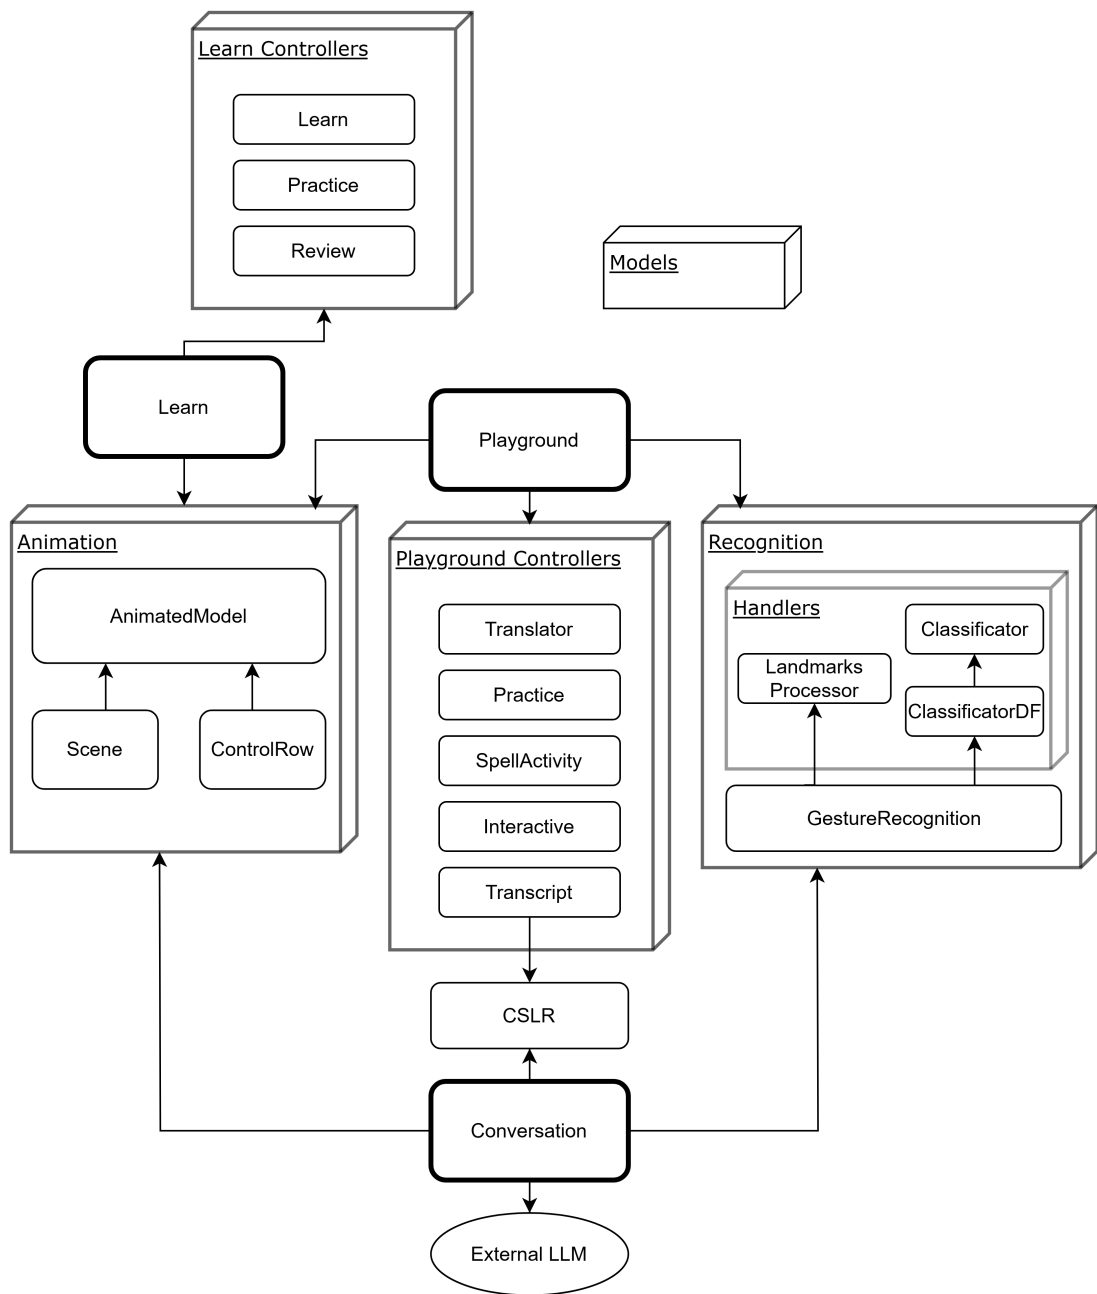 Learn Controllers
Learn
Practice
Review
Models
Learn
Playground
Animation
AnimatedModel
Scene
ControlRow
Playground Controllers
Translator
Practice
SpellActivity
Interactive
Transcript
Recognition
Handlers
Classificator
Landmarks
Processor
ClassificatorDF
GestureRecognition
CSLR
Conversation
External LLM